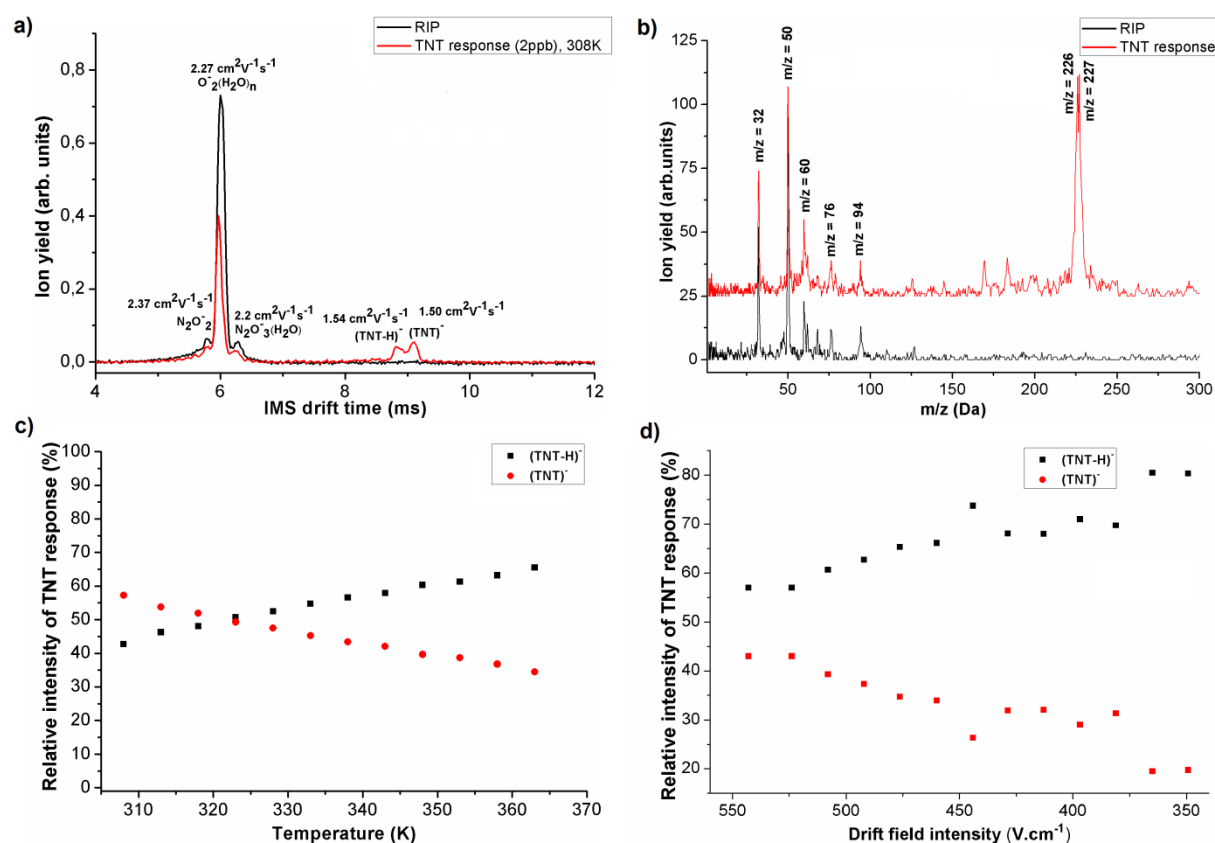 a)
RIP
TNT response (2ppb), 308K
2.27 cm²V⁻¹s⁻¹
O⁻₂(H₂O)ₙ
2.37 cm²V⁻¹s⁻¹
N₂O⁻₂
2.2 cm²V⁻¹s⁻¹
N₂O⁻₃(H₂O)
1.54 cm²V⁻¹s⁻¹
(TNT-H)⁻
1.50 cm²V⁻¹s⁻¹
(TNT)⁻
Ion yield (arb. units)
0,8
0,6
0,4
0,2
0,0
4 6 8 10 12
IMS drift time (ms)
b)
RIP
TNT response
m/z = 32
m/z = 50
m/z = 60
m/z = 76
m/z = 94
m/z = 226
m/z = 227
Ion yield (arb.units)
125
100
75
50
25
0
50 100 150 200 250 300
m/z (Da)
c)
(TNT-H)⁻
(TNT)⁻
Relative intensity of TNT response (%)
100
90
80
70
60
50
40
30
20
10
0
310 320 330 340 350 360 370
Temperature (K)
d)
(TNT-H)⁻
(TNT)⁻
Relative intensity of TNT response (%)
80
70
60
50
40
30
20
550 500 450 400 350
Drift field intensity (V.cm⁻¹)